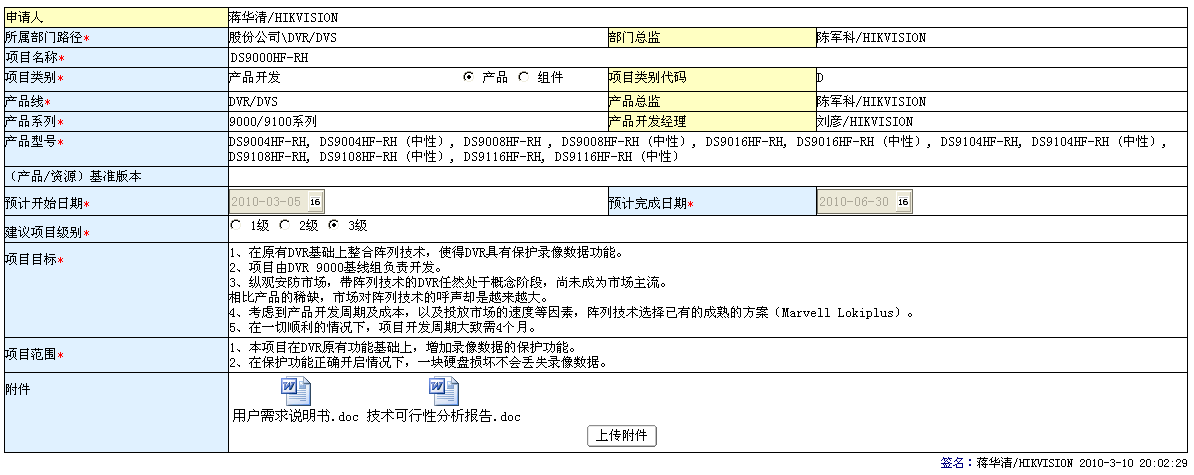 申请人 蒋华清/HIKVISION
所属部门路径* 股份公司\DVR/DVS 部门总监 陈军科/HIKVISION
项目名称* DS9000HF-RH
项目类别* 产品开发 产品 组件 项目类别代码 D
产品线* DVR/DVS 产品总监 陈军科/HIKVISION
产品系列* 9000/9100系列 产品开发经理 刘彦/HIKVISION
产品型号* DS9004HF-RH, DS9004HF-RH（中性）, DS9008HF-RH , DS9008HF-RH（中性）, DS9016HF-RH, DS9016HF-RH（中性）, DS9104HF-RH, DS9104HF-RH（中性）,
DS9108HF-RH, DS9108HF-RH（中性）, DS9116HF-RH, DS9116HF-RH（中性）
（产品/资源）基准版本
预计开始日期* 2010-03-05 16 预计完成日期* 2010-06-30 16
建议项目级别* 1级 2级 3级
项目目标* 1、在原有DVR基础上整合阵列技术，使得DVR具有保护录像数据功能。
2、项目由DVR 9000基线组负责开发。
3、纵观安防市场，带阵列技术的DVR任然处于概念阶段，尚未成为市场主流。
相比产品的稀缺，市场对阵列技术的呼声却是越来越大。
4、考虑到产品开发周期及成本，以及投放市场的速度等因素，阵列技术选择已有的成熟的方案（Marvell Lokiplus）。
5、在一切顺利的情况下，项目开发周期大致需4个月。
项目范围* 1、本项目在DVR原有功能基础上，增加录像数据的保护功能。
2、在保护功能正确开启情况下，一块硬盘损坏不会丢失录像数据。
附件
用户需求说明书.doc 技术可行性分析报告.doc
上传附件
签名：蒋华清/HIKVISION 2010-3-10 20:02:29